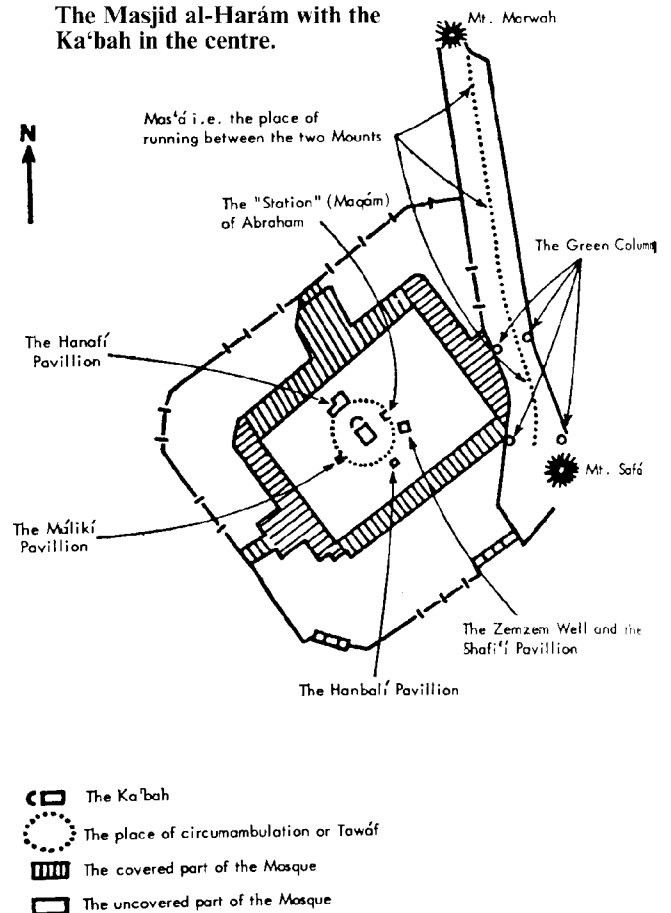 The Masjid al-Harám with the
Ka‘bah in the centre.
Mt. Marwah
N
Mas‘á i.e. the place of
running between the two Mounts
The "Station" (Maqám)
of Abraham
The Green Column
The Hanafí
Pavillion
Mt. Safá
The Málikí
Pavillion
The Zemzem Well and the
Shafi‘í Pavillion
The Hanbalí Pavillion
The Ka‘bah
The place of circumambulation or Tawáf
The covered part of the Mosque
The uncovered part of the Mosque